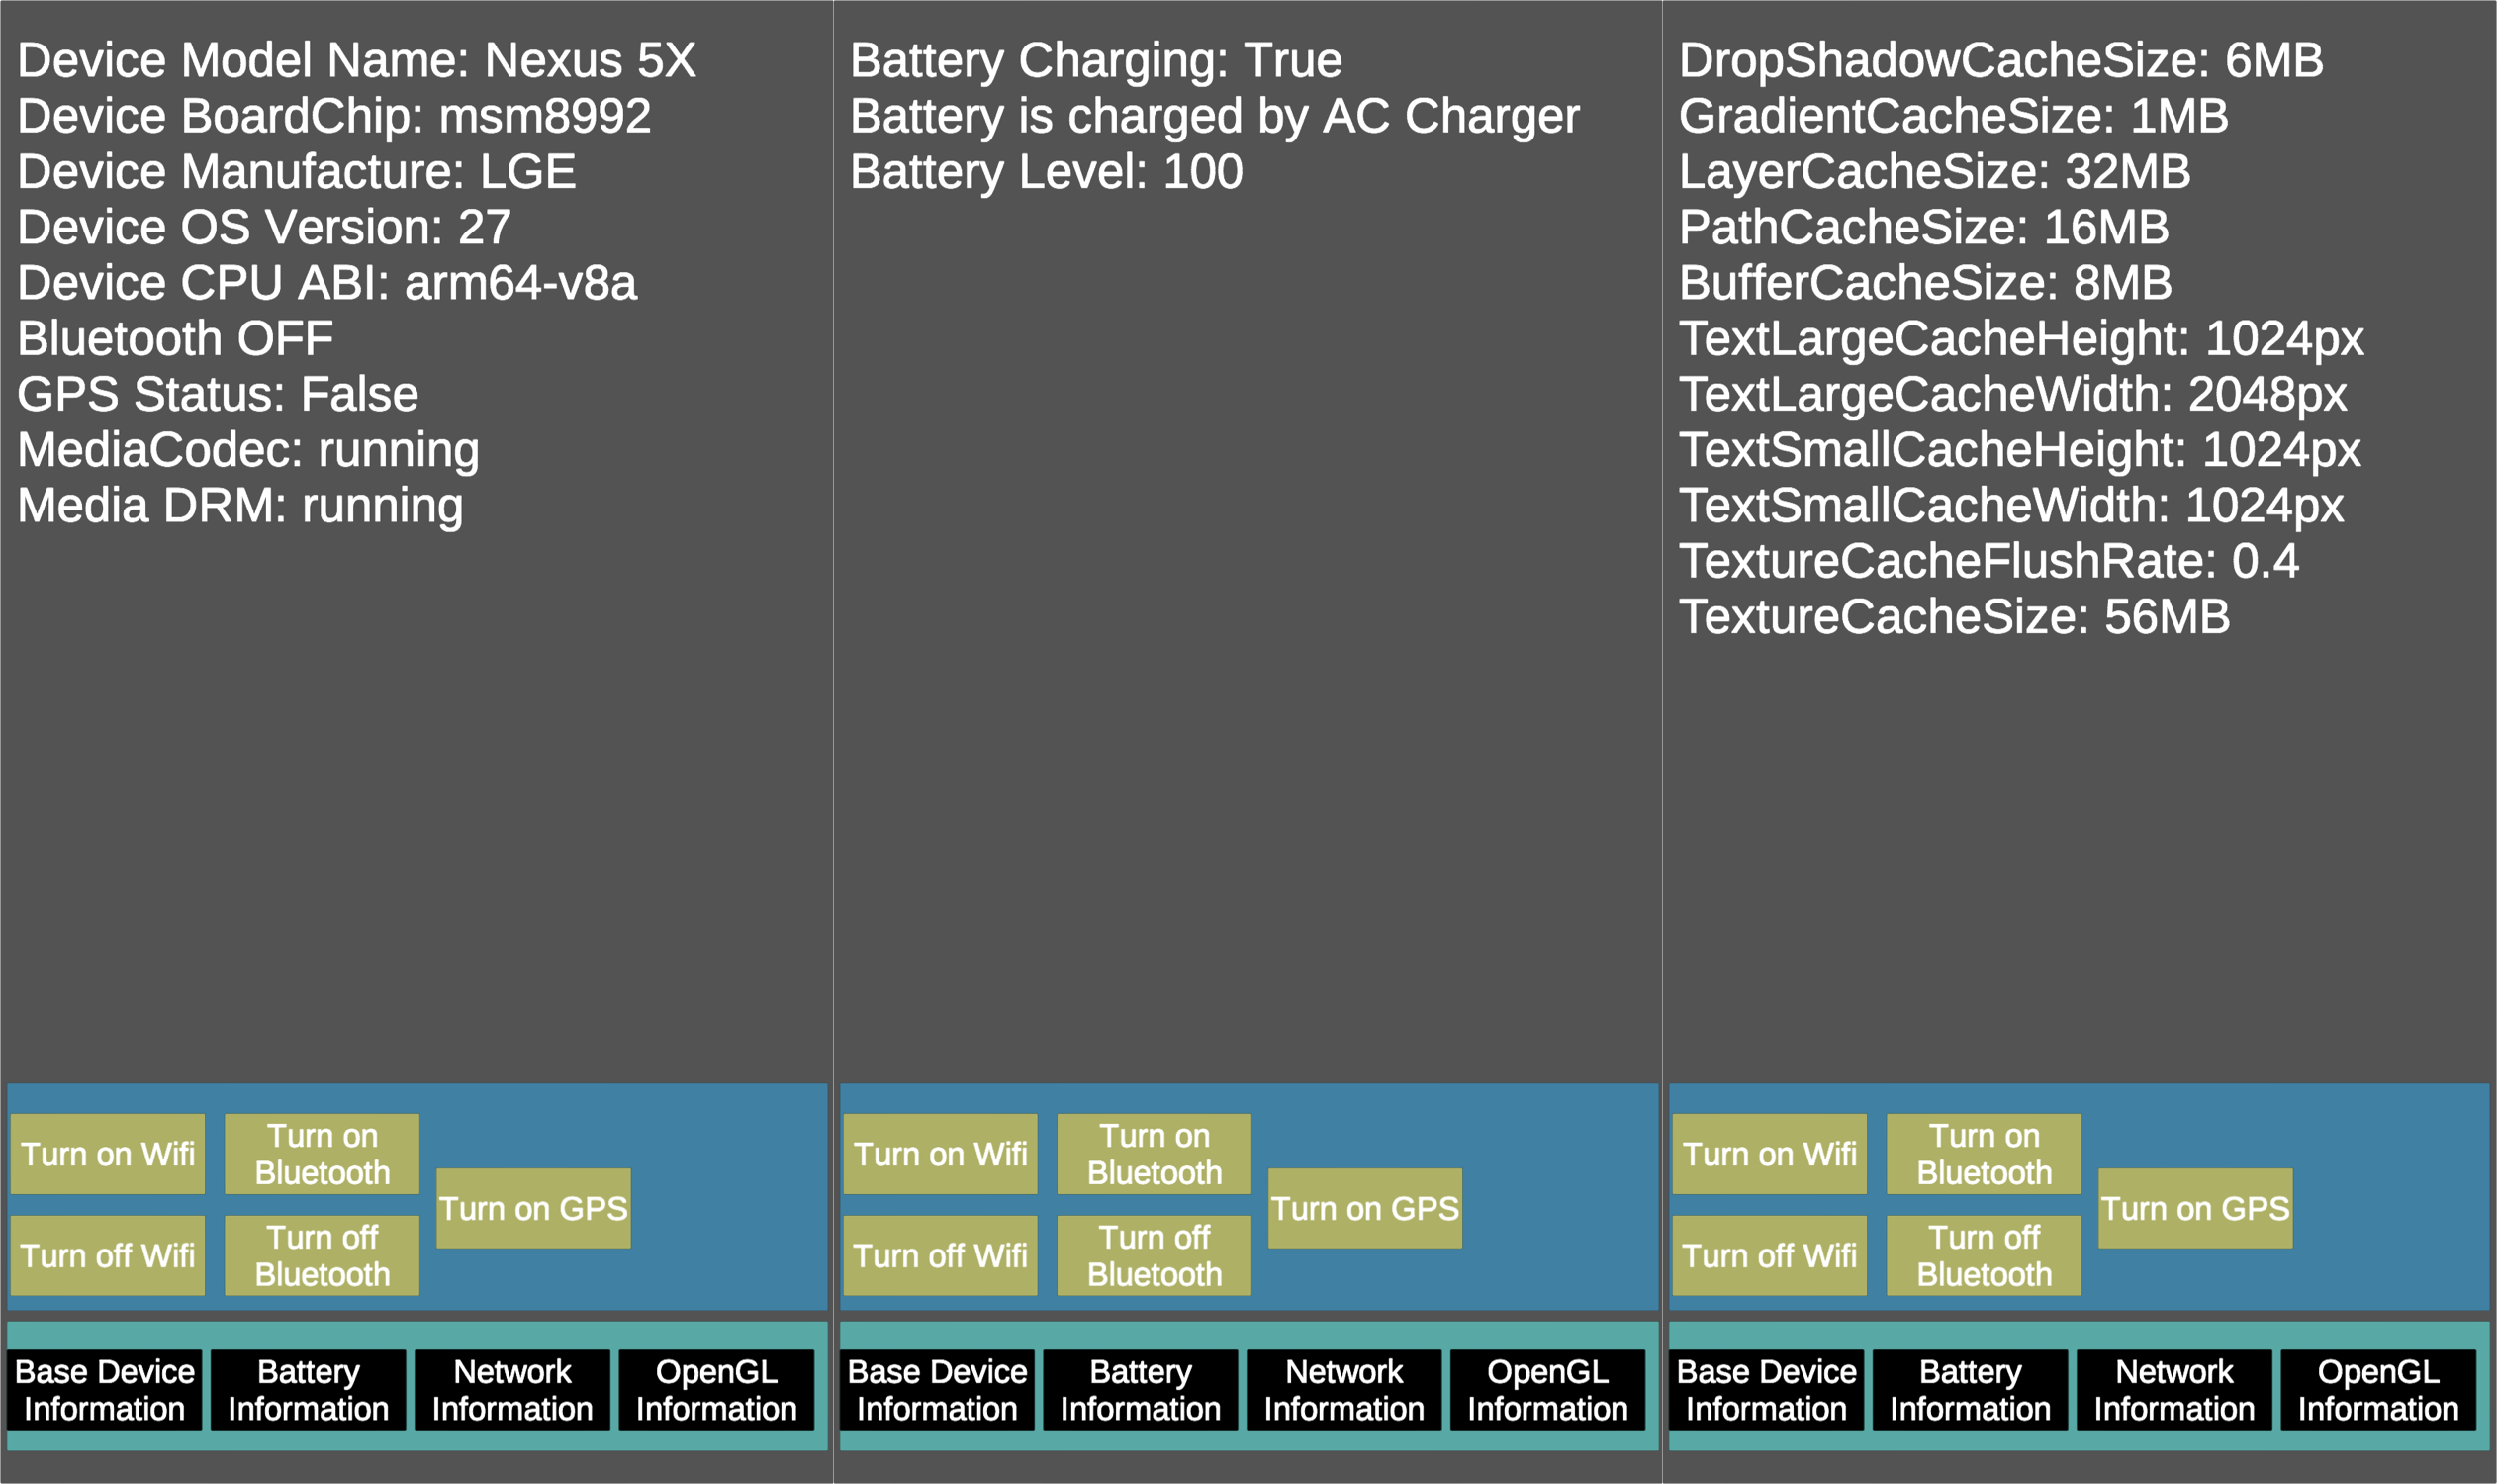 Device Model Name: Nexus 5X
Device BoardChip: msm8992
Device Manufacture: LGE
Device OS Version: 27
Device CPU ABI: arm64-v8a
Bluetooth OFF
GPS Status: False
MediaCodec: running
Media DRM: running
Turn on Wifi
Turn on
Bluetooth
Turn on GPS
Turn off Wifi
Turn off
Bluetooth
Base Device
Information
Battery
Information
Network
Information
OpenGL
Information
Battery Charging: True
Battery is charged by AC Charger
Battery Level: 100
Turn on Wifi
Turn on
Bluetooth
Turn on GPS
Turn off Wifi
Turn off
Bluetooth
Base Device
Information
Battery
Information
Network
Information
OpenGL
Information
DropShadowCacheSize: 6MB
GradientCacheSize: 1MB
LayerCacheSize: 32MB
PathCacheSize: 16MB
BufferCacheSize: 8MB
TextLargeCacheHeight: 1024px
TextLargeCacheWidth: 2048px
TextSmallCacheHeight: 1024px
TextSmallCacheWidth: 1024px
TextureCacheFlushRate: 0.4
TextureCacheSize: 56MB
Turn on Wifi
Turn on
Bluetooth
Turn on GPS
Turn off Wifi
Turn off
Bluetooth
Base Device
Information
Battery
Information
Network
Information
OpenGL
Information